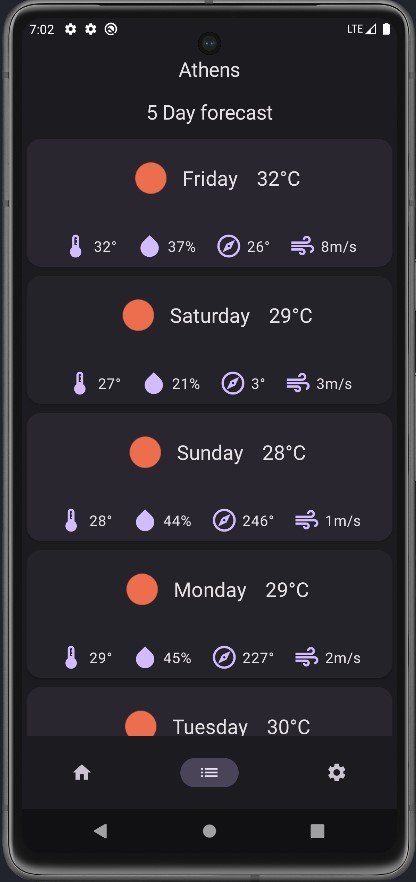 7:02 LTE
Athens
5 Day forecast
Friday 32°C
32° 37% 26° 8m/s
Saturday 29°C
27° 21% 3° 3m/s
Sunday 28°C
28° 44% 246° 1m/s
Monday 29°C
29° 45% 227° 2m/s
Tuesday 30°C